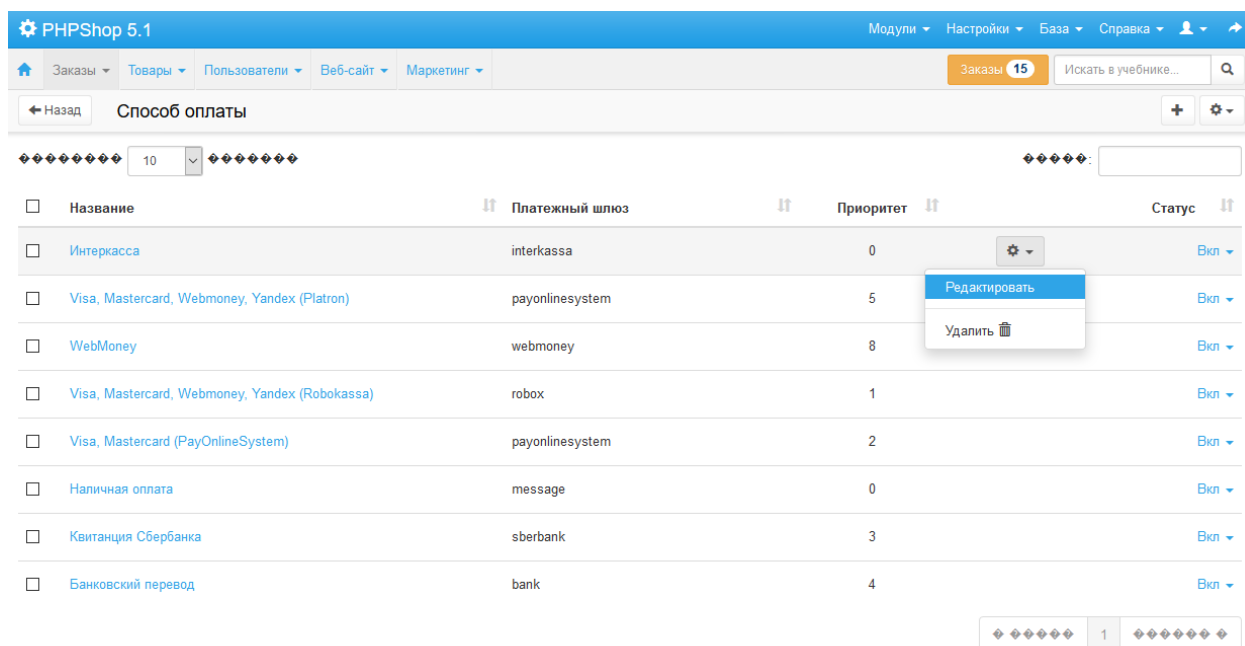 PHPShop 5.1 Модули Настройки База Справка
Заказы Товары Пользователи Веб-сайт Маркетинг Заказы 15 Искать в учебнике...
Назад Способ оплаты
�������� 10 ������� �����:
Название Платежный шлюз Приоритет Статус
Интеркасса interkassa 0 Вкл
Редактировать
Visa, Mastercard, Webmoney, Yandex (Platron) payonlinesystem 5 Вкл
Удалить
WebMoney webmoney 8 Вкл
Visa, Mastercard, Webmoney, Yandex (Robokassa) robox 1 Вкл
Visa, Mastercard (PayOnlineSystem) payonlinesystem 2 Вкл
Наличная оплата message 0 Вкл
Квитанция Сбербанка sberbank 3 Вкл
Банковский перевод bank 4 Вкл
� ����� 1 ������ �